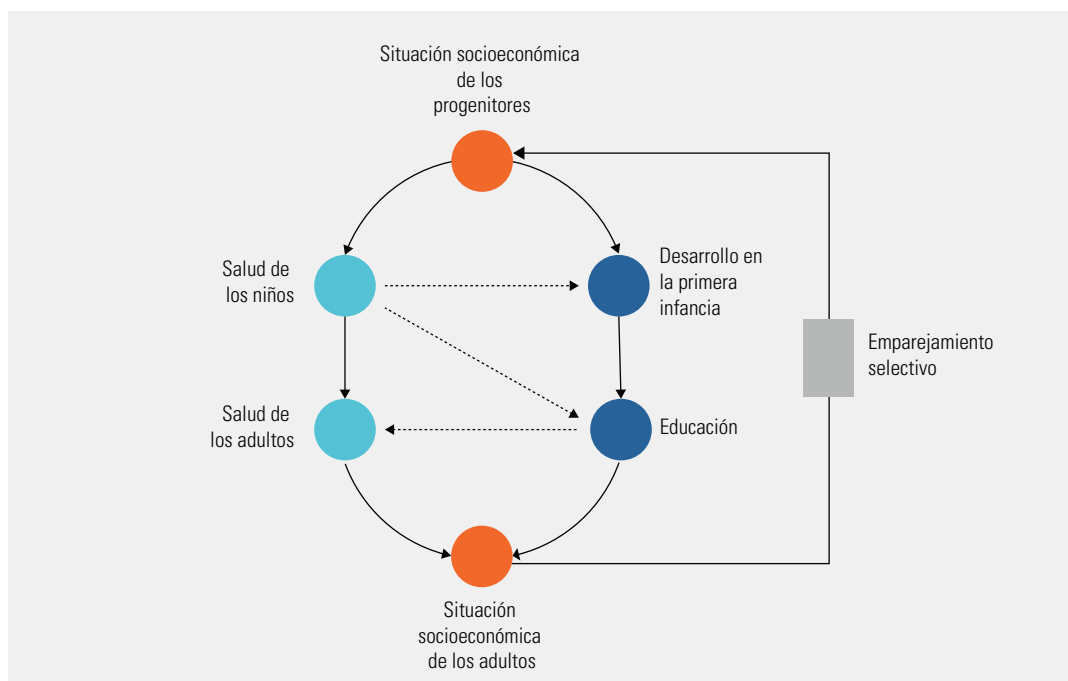 Situación socioeconómica
de los
progenitores
Salud de
los niños
Desarrollo en
la primera
infancia
Emparejamiento
selectivo
Salud de
los adultos
Educación
Situación
socioeconómica
de los adultos